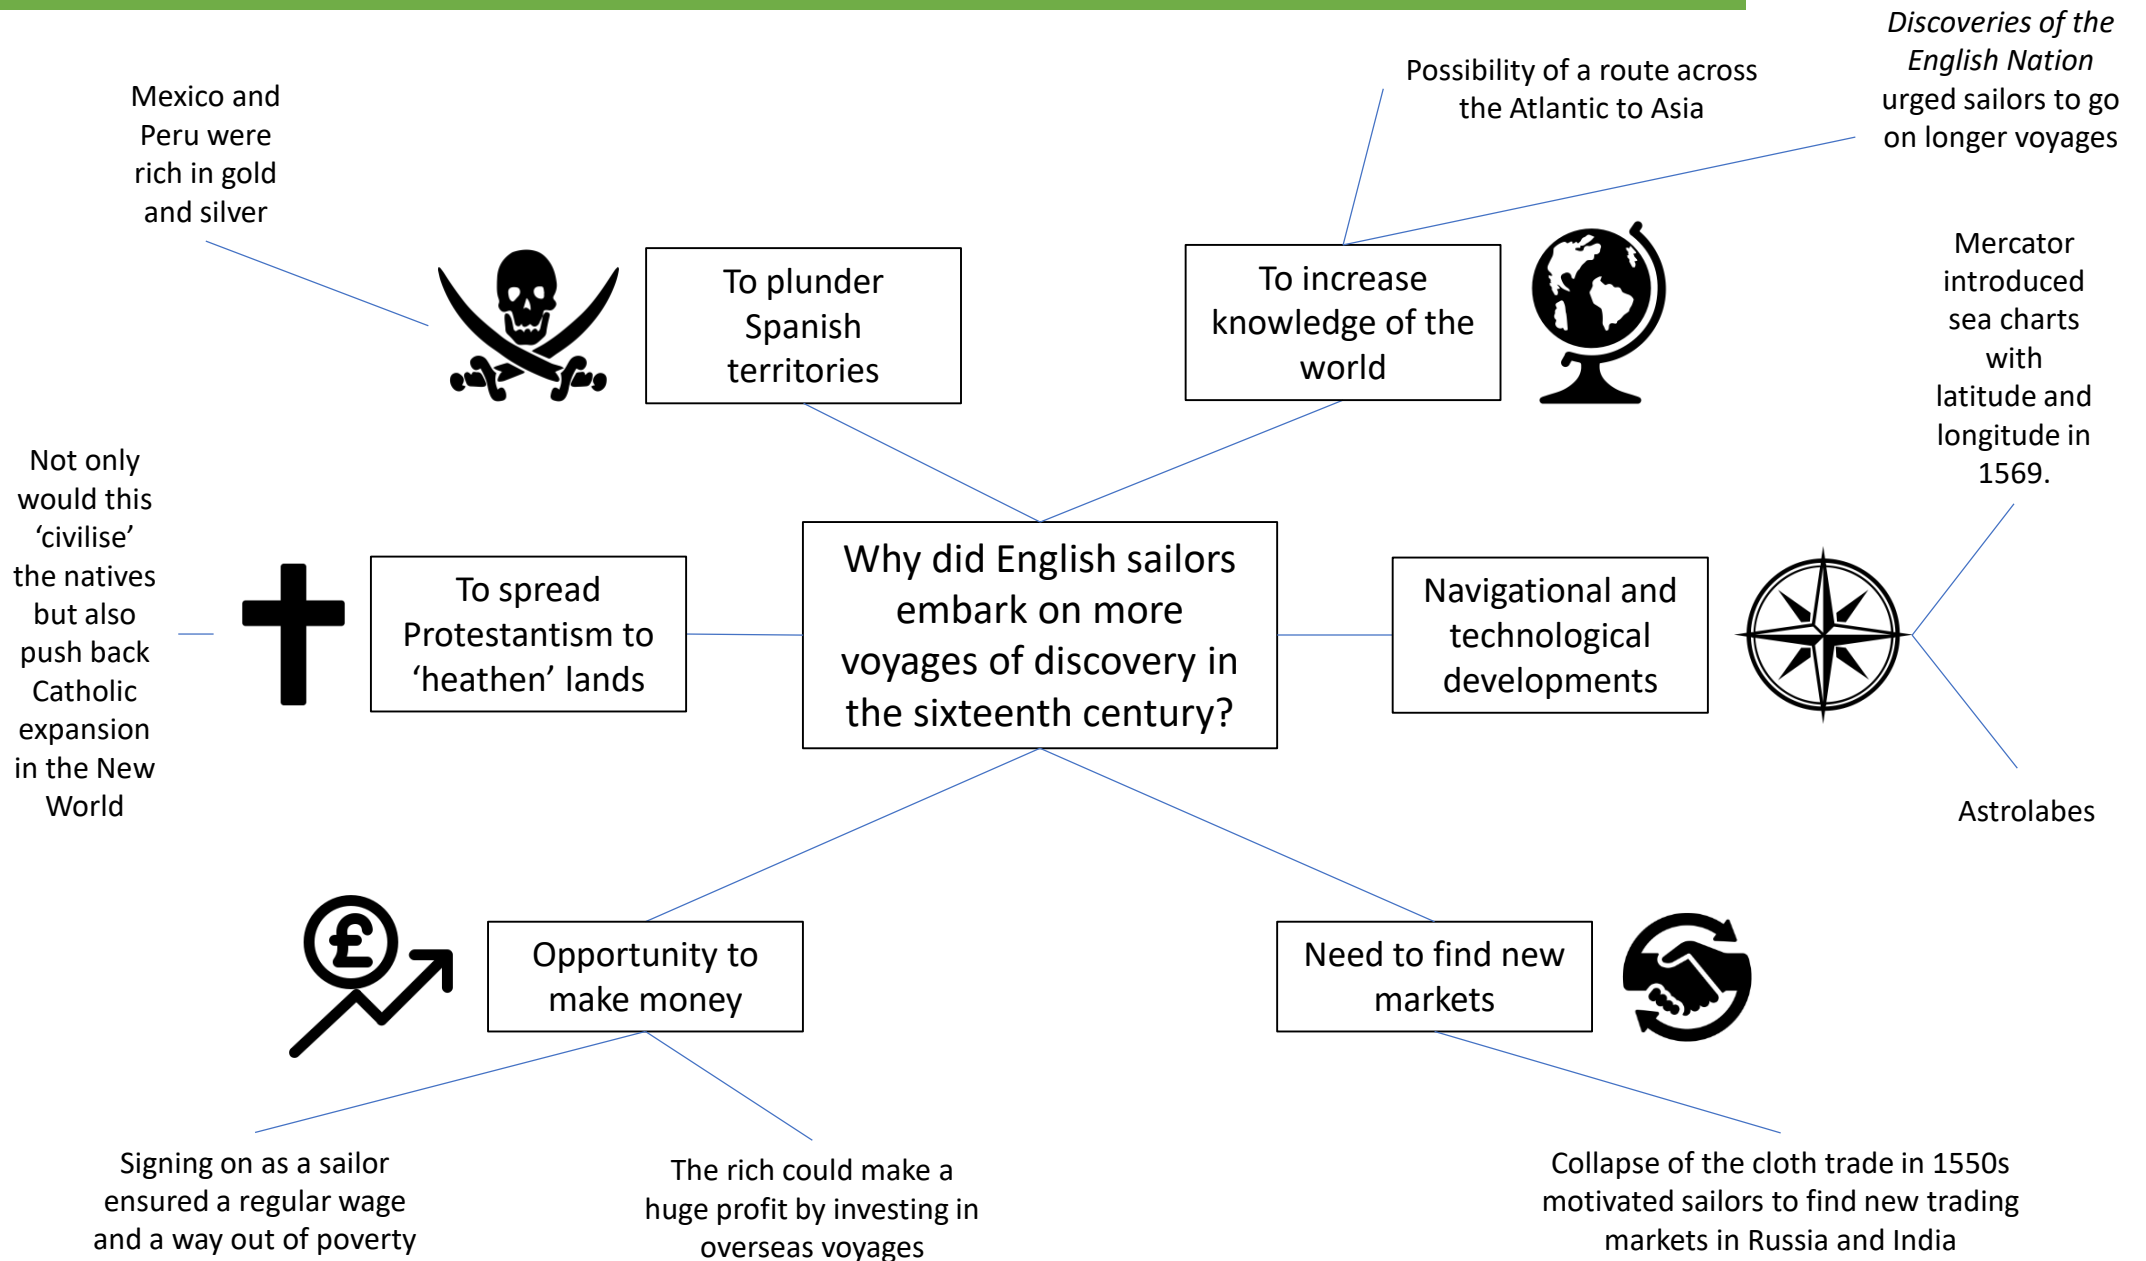 Discoveries of the
English Nation
urged sailors to go
on longer voyages
Possibility of a route across
the Atlantic to Asia
Mexico and
Peru were
rich in gold
and silver
To plunder
Spanish
territories
To increase
knowledge of the
world
Mercator
introduced
sea charts
with
latitude and
longitude in
1569.
Not only
would this
‘civilise’
the natives
but also
push back
Catholic
expansion
in the New
World
To spread
Protestantism to
‘heathen’ lands
Why did English sailors
embark on more
voyages of discovery in
the sixteenth century?
Navigational and
technological
developments
Astrolabes
£
Opportunity to
make money
Need to find new
markets
Signing on as a sailor
ensured a regular wage
and a way out of poverty
The rich could make a
huge profit by investing in
overseas voyages
Collapse of the cloth trade in 1550s
motivated sailors to find new trading
markets in Russia and India